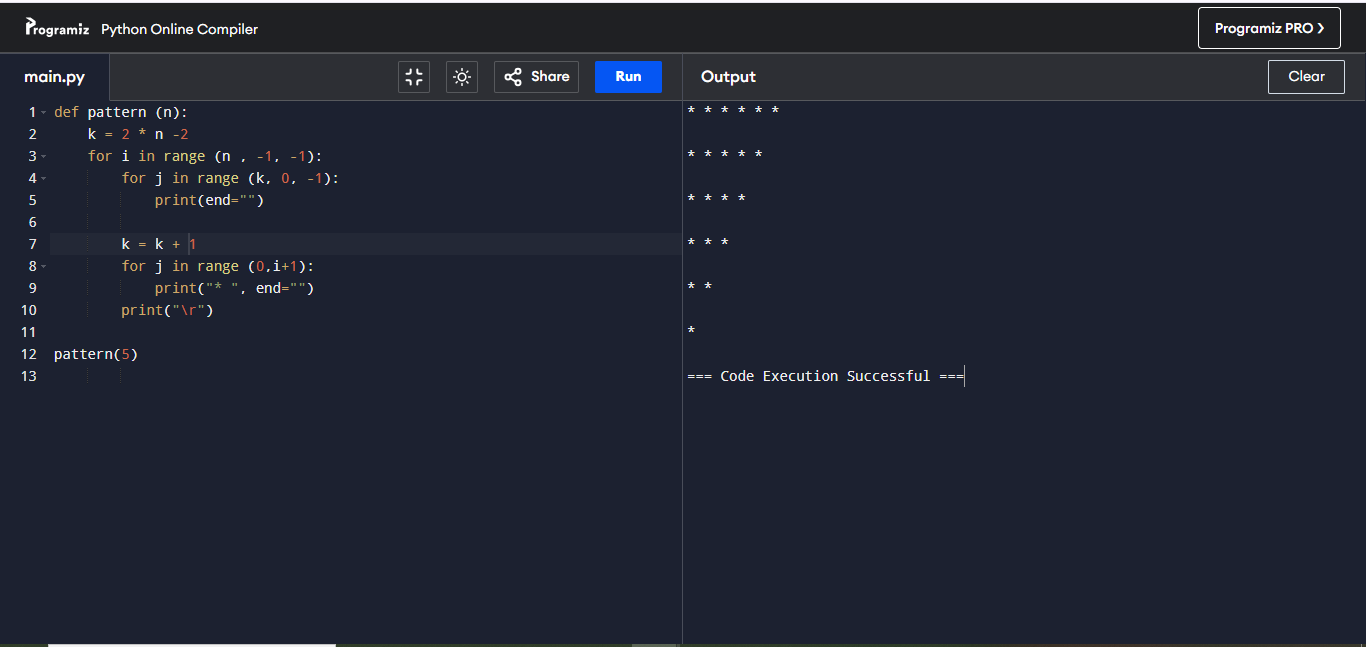 Programiz Python Online Compiler
Programiz PRO ❯
main.py
Share
Run
Output
Clear
1 def pattern (n):
2     k = 2 * n -2
3     for i in range (n , -1, -1):
4         for j in range (k, 0, -1):
5             print(end="")
6
7         k = k + 1
8         for j in range (0,i+1):
9             print("* ", end="")
10         print("\r")
11
12 pattern(5)
13
* * * * * *
* * * * *
* * * *
* * *
* *
*
=== Code Execution Successful ===